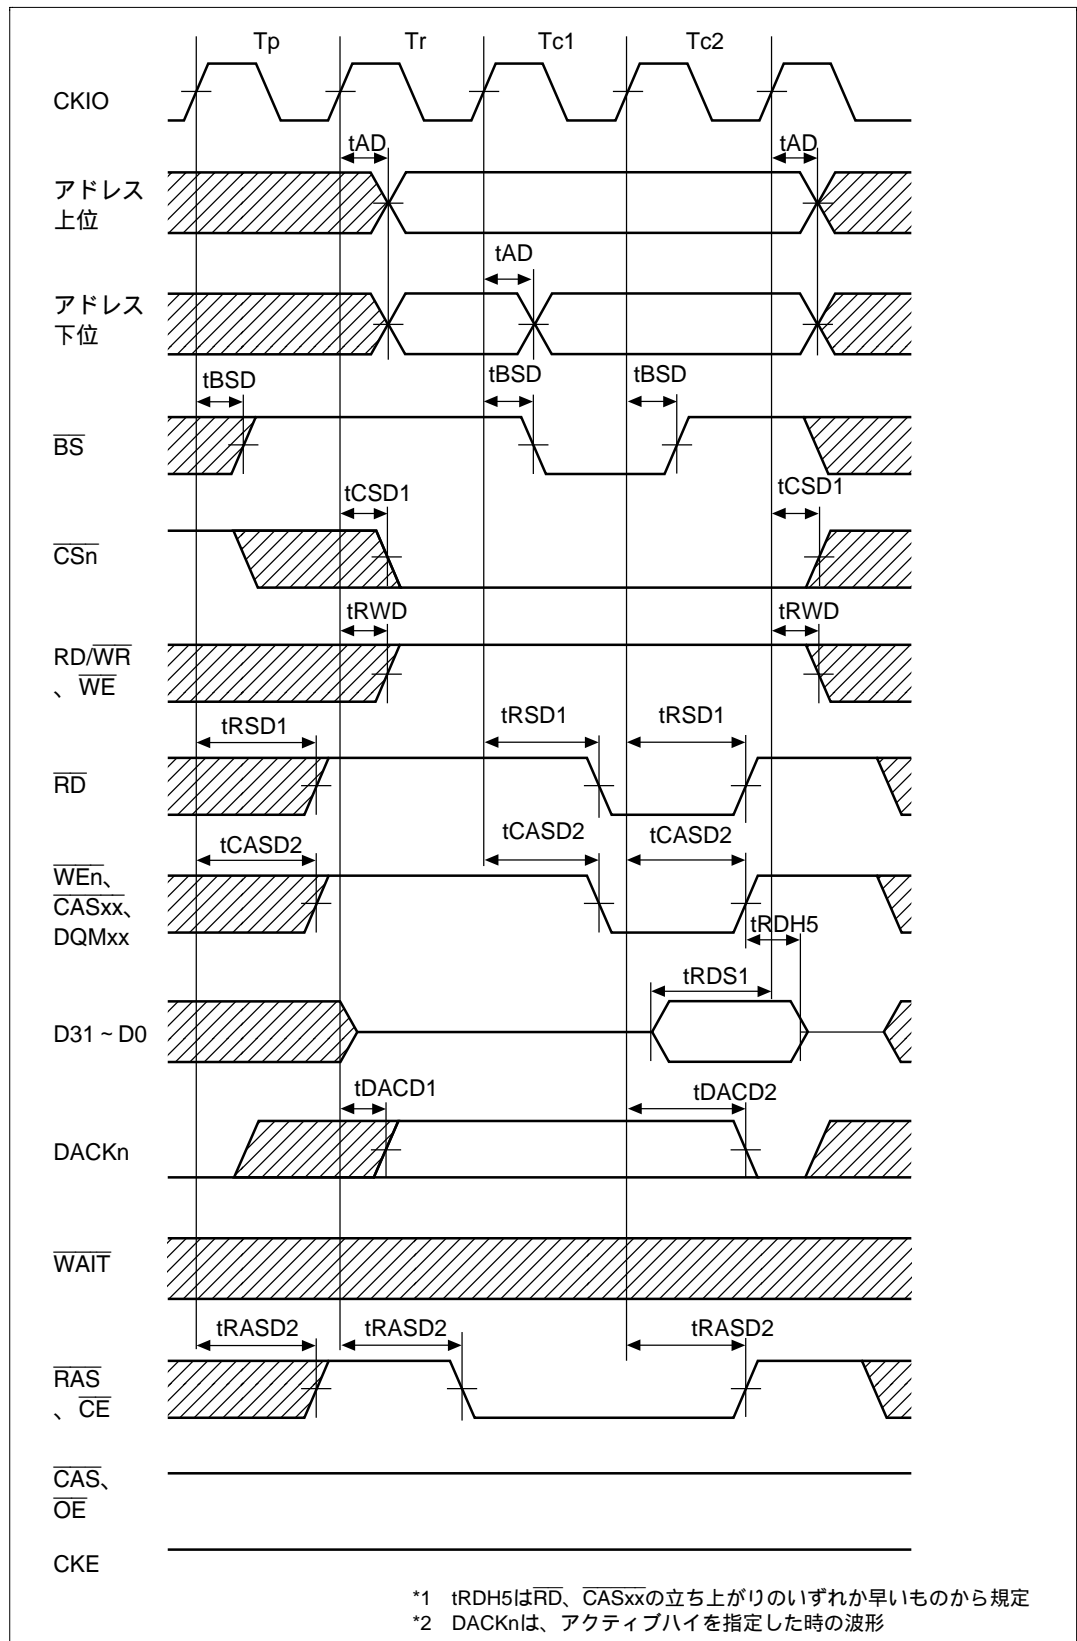 Tp Tr Tc1 Tc2
CKIO
tAD tAD
アドレス
上位
tAD
アドレス
下位
tBSD tBSD tBSD
BS
tCSD1 tCSD1
CSn
tRWD tRWD
RD/WR
、WE
tRSD1 tRSD1 tRSD1
RD
tCASD2 tCASD2 tCASD2
WEn、
CASxx、
DQMxx
tRDH5
tRDS1
D31 ~ D0
tDACD1 tDACD2
DACKn
WAIT
tRASD2 tRASD2 tRASD2
RAS
、CE
CAS、
OE
CKE
*1 tRDH5はRD、CASxxの立ち上がりのいずれか早いものから規定
*2 DACKnは、アクティブハイを指定した時の波形